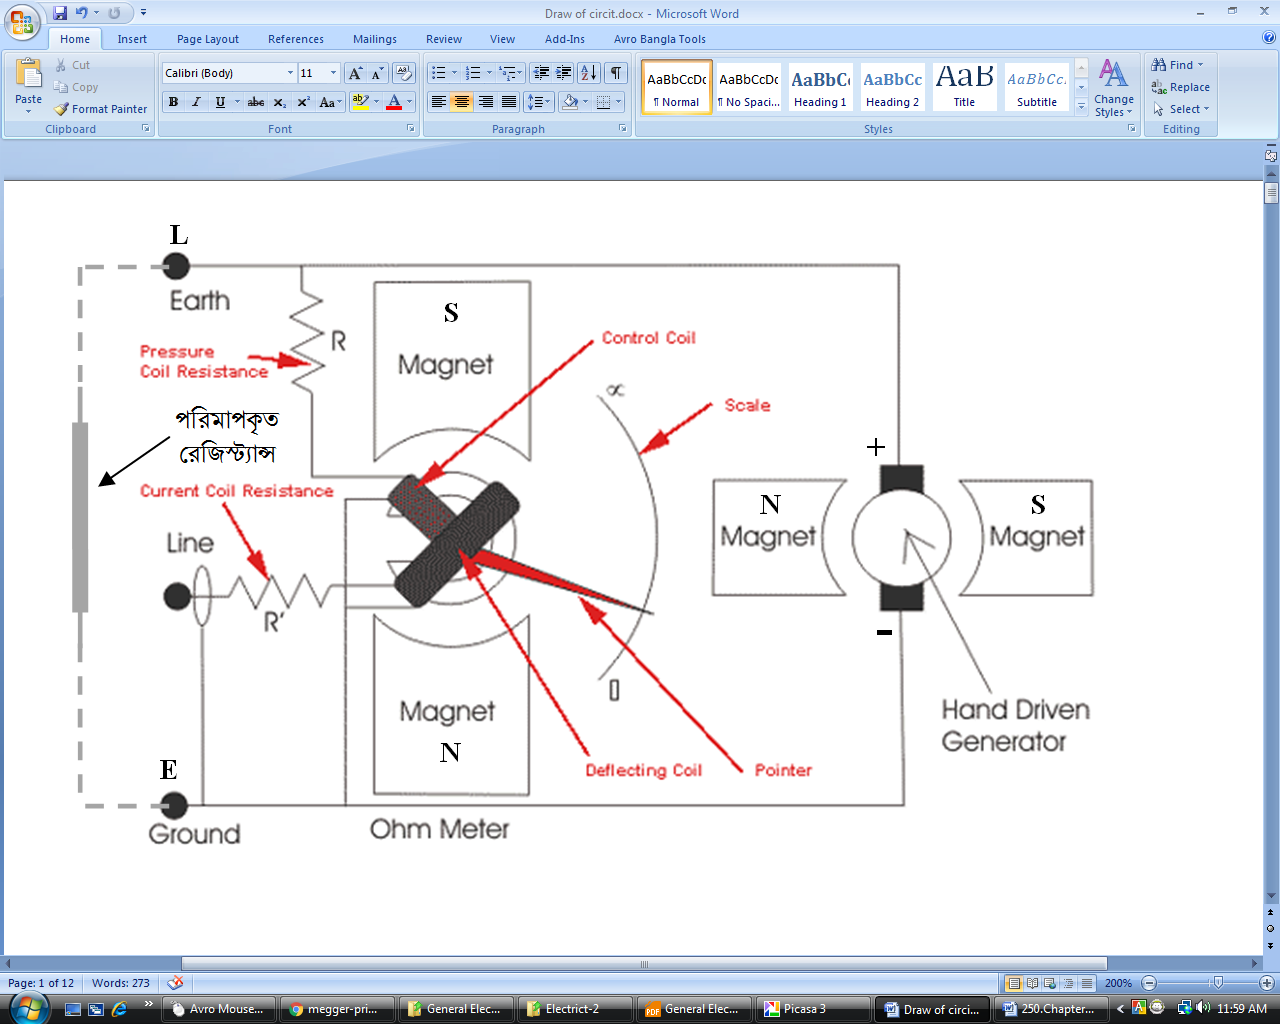 Draw of circit.docx - Microsoft Word
Home Insert Page Layout References Mailings Review View Add-Ins Avro Bangla Tools
Paste
Cut
Copy
Format Painter
Clipboard
Calibri (Body) 11
B I U abc X₂ X² Aa ab A
Font
Paragraph
AaBbCcDc AaBbCcDc AaBbC AaBbCc AaB AaBbCc
¶ Normal ¶ No Spaci... Heading 1 Heading 2 Title Subtitle
Change
Styles
Styles
Find
Replace
Select
Editing
L
Earth
R
Pressure
Coil Resistance
S
Magnet
Control Coil
∝
Scale
পরিমাপকৃত
রেজিস্ট্যান্স
Current Coil Resistance
Line
R'
+
N
Magnet
S
Magnet
-
Hand Driven
Generator
Magnet
N
Deflecting Coil
Pointer
E
Ground
Ohm Meter
Page: 1 of 12 Words: 273 200%
Avro Mouse... megger-pri... General Elec... Electrict-2 General Elec... Picasa 3 Draw of circi... 250.Chapter... 11:59 AM